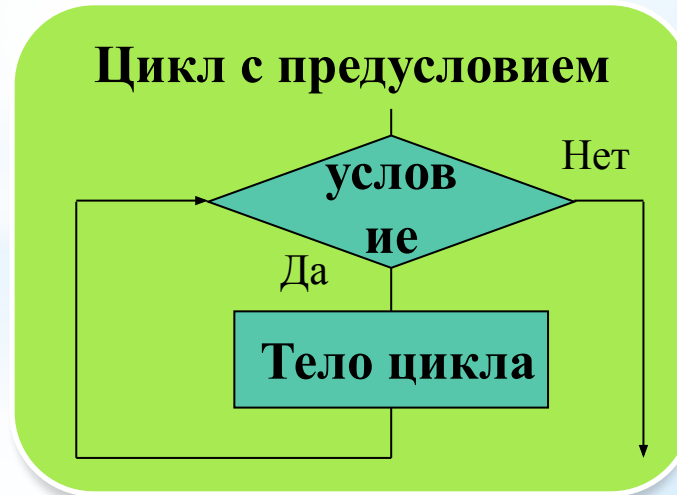 Цикл с предусловием
Нет
услов
ие
Да
Тело цикла